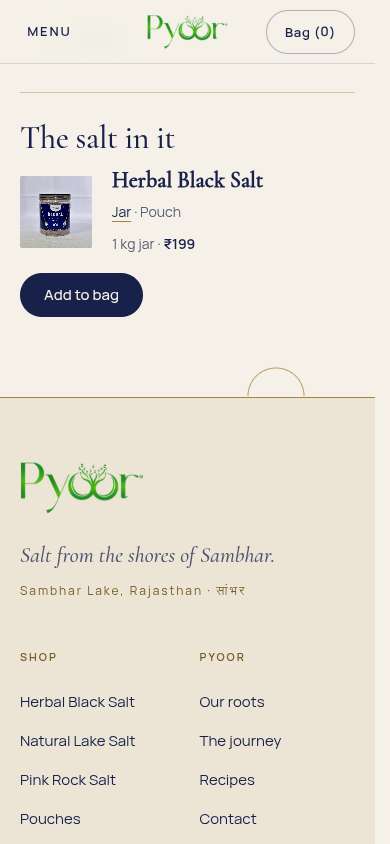 MENU
Pyoor
Bag (0)
The salt in it
Herbal Black Salt
Jar · Pouch
1 kg jar · ₹199
Add to bag
Pyoor
Salt from the shores of Sambhar.
Sambhar Lake, Rajasthan · सांभर
SHOP
PYOOR
Herbal Black Salt
Our roots
Natural Lake Salt
The journey
Pink Rock Salt
Recipes
Pouches
Contact